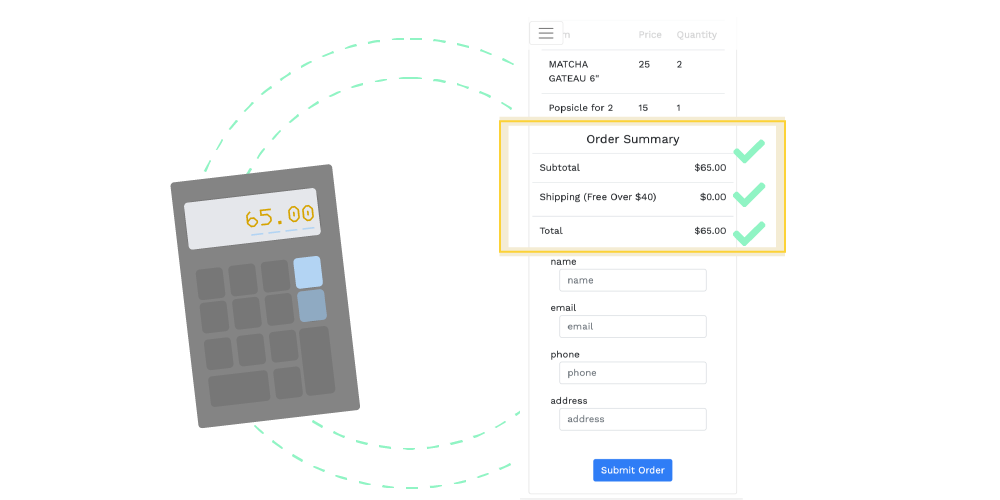 Price Quantity
MATCHA 25 2
GATEAU 6"
Popsicle for 2 15 1
Order Summary
Subtotal $65.00
Shipping (Free Over $40) $0.00
Total $65.00
65.00
name
name
email
email
phone
phone
address
address
Submit Order